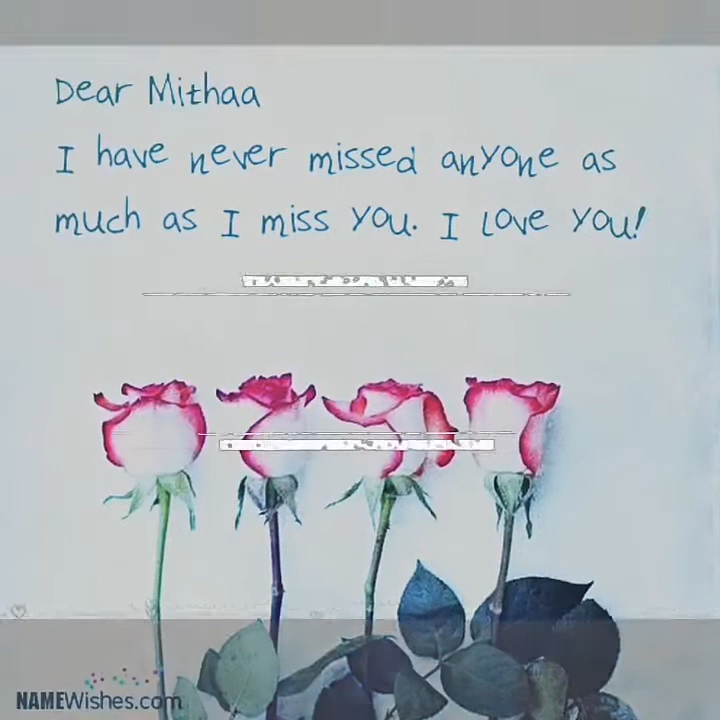 Dear Mithaa
I have never missed anyone as
much as I miss you. I love you!
NAMEWishes.com